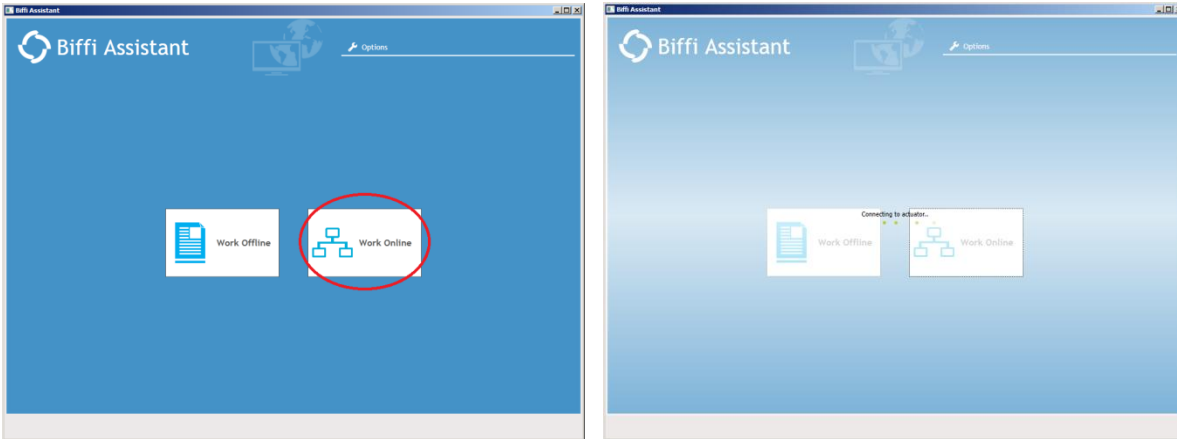 Biffi Assistant
Biffi Assistant
Options
Work Offline
Work Online
Biffi Assistant
Biffi Assistant
Options
Connecting to actuator..
Work Offline
Work Online